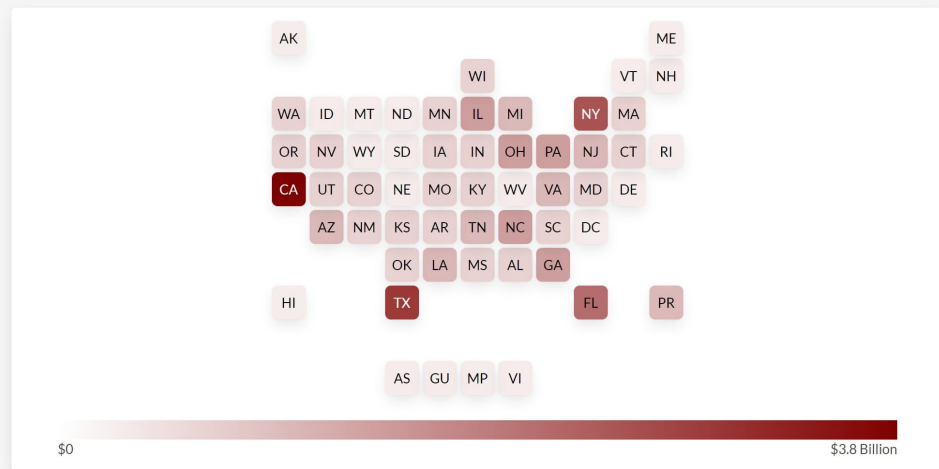 AK ME
WI VT NH
WA ID MT ND MN IL MI NY MA
OR NV WY SD IA IN OH PA NJ CT RI
CA UT CO NE MO KY WV VA MD DE
AZ NM KS AR TN NC SC DC
OK LA MS AL GA
HI TX FL PR
AS GU MP VI
$0 $3.8 Billion